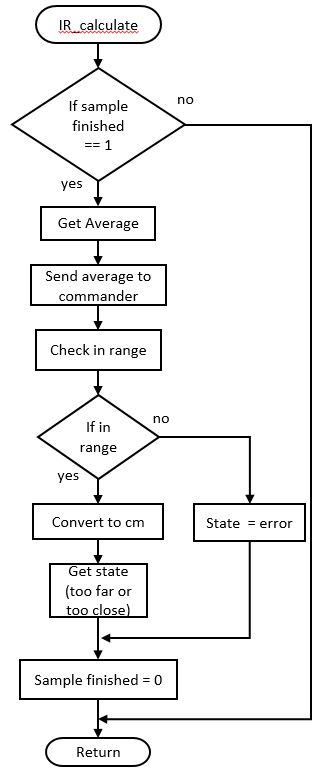 IR_calculate
If sample
finished
== 1
no
yes
Get Average
Send average to
commander
Check in range
If in
range
no
yes
Convert to cm
State = error
Get state
(too far or
too close)
Sample finished = 0
Return